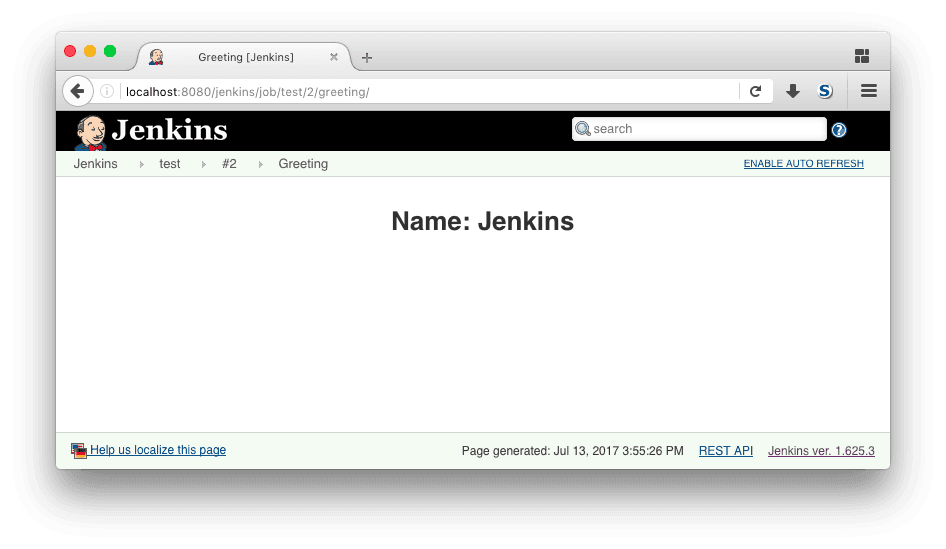 Greeting [Jenkins]
localhost:8080/jenkins/job/test/2/greeting/
S
Jenkins
search
?
Jenkins test #2 Greeting
ENABLE AUTO REFRESH
Name: Jenkins
Help us localize this page
Page generated: Jul 13, 2017 3:55:26 PM REST API Jenkins ver. 1.625.3